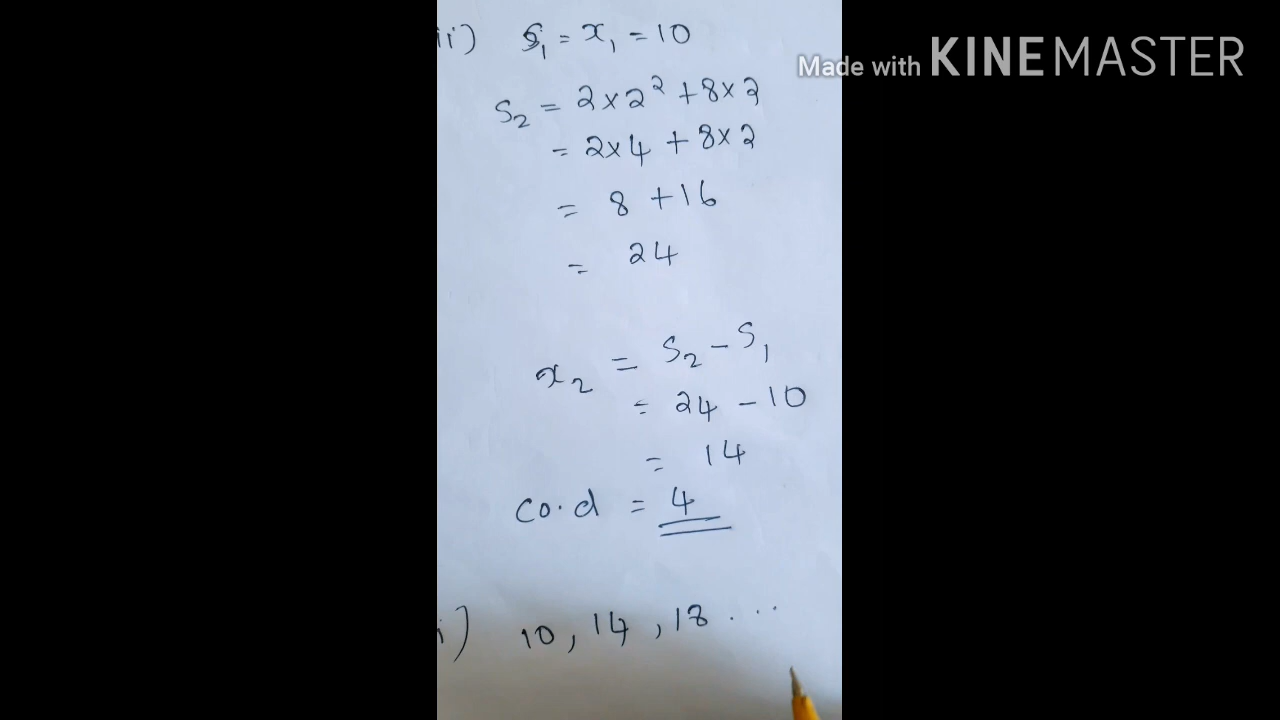 ii) S₁ = x₁ = 10
Made with KINEMASTER
S₂ = 2×2² + 8×2
= 2×4 + 8×2
= 8 + 16
= 24
x₂ = S₂ – S₁
= 24 – 10
= 14
co.d = 4
i) 10, 14, 18 . . .